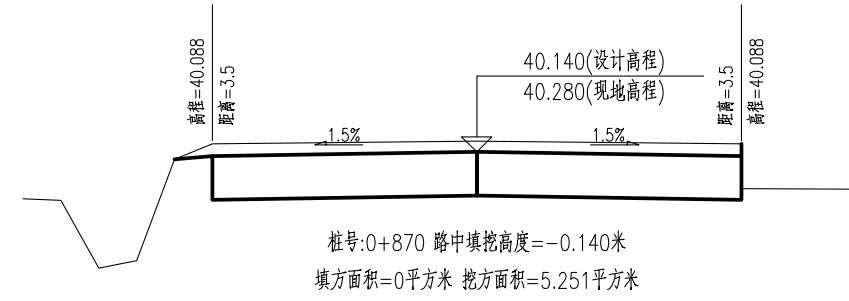 高程=40.088
距离=3.5
40.140(设计高程)
40.280(现地高程)
距离=3.5
高程=40.088
1.5%
1.5%
桩号:0+870 路中填挖高度=-0.140米
填方面积=0平方米 挖方面积=5.251平方米